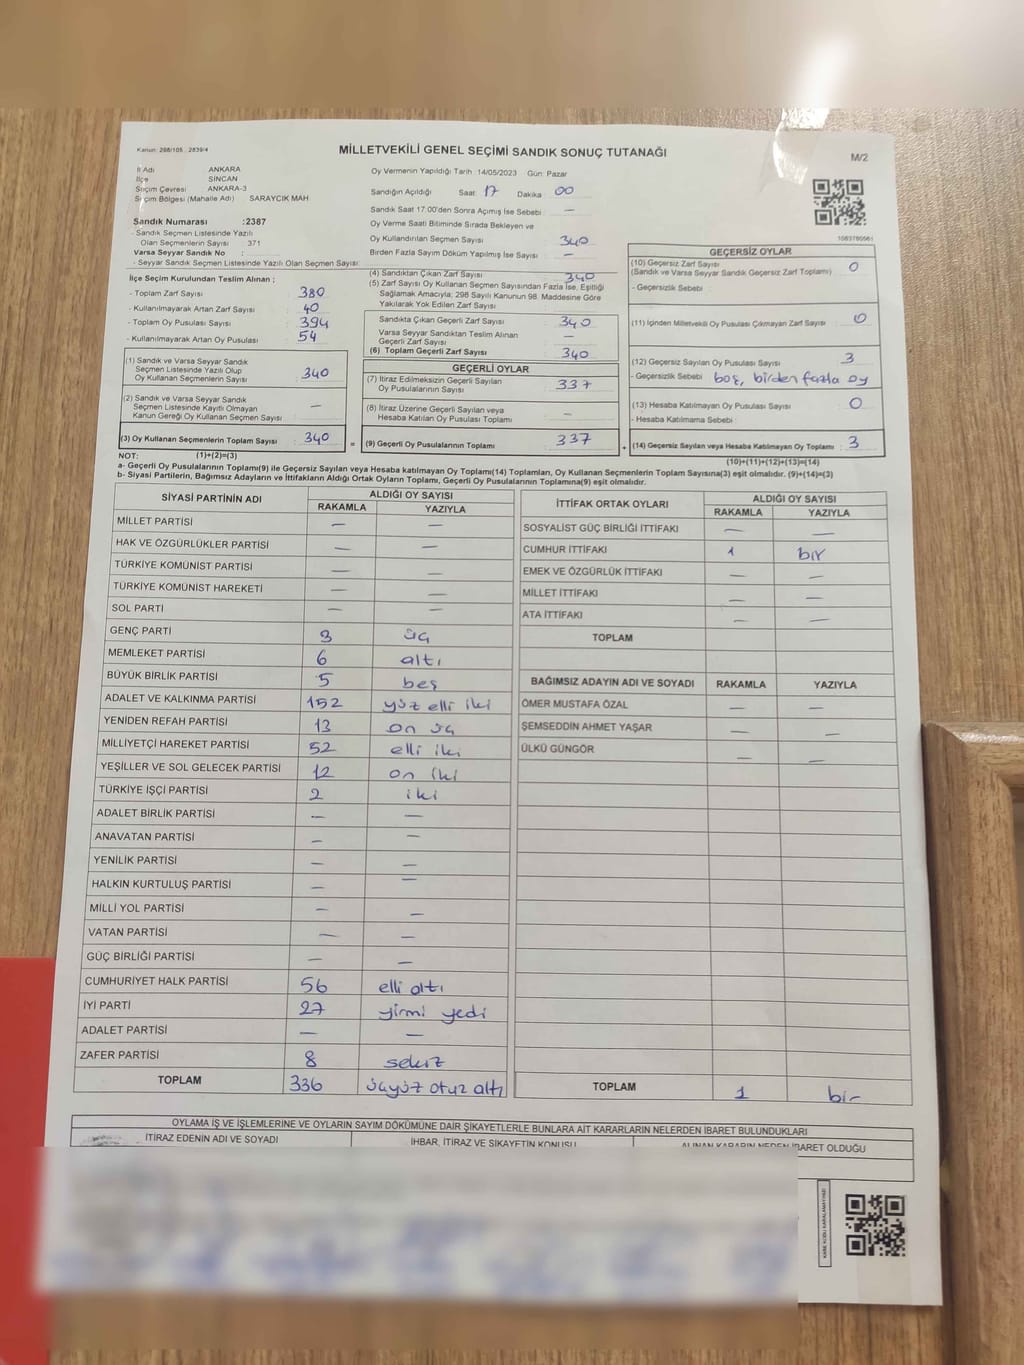 Kanun: 298/105 2839/4
MİLLETVEKİLİ GENEL SEÇİMİ SANDIK SONUÇ TUTANAĞI
M/2
İl Adı ANKARA
İlçe SİNCAN
Seçim Çevresi ANKARA-3
Seçim Bölgesi (Mahalle Adı) SARAYCIK MAH
Sandık Numarası :2387
- Sandık Seçmen Listesinde Yazılı
Olan Seçmenlerin Sayısı 371
Varsa Seyyar Sandık No :
- Seyyar Sandık Seçmen Listesinde Yazılı Olan Seçmen Sayısı:
Oy Vermenin Yapıldığı Tarih 14/05/2023 Gün: Pazar
Sandığın Açıldığı Saat 17 Dakika 00
Sandık Saat 17.00'den Sonra Açımış İse Sebebi —
Oy Verme Saati Bitiminde Sırada Bekleyen ve
Oy Kullandırılan Seçmen Sayısı 340
Birden Fazla Sayım Döküm Yapılmış İse Sayısı —
1583780561
İlçe Seçim Kurulundan Teslim Alınan ;
- Toplam Zarf Sayısı 380
- Kullanılmayarak Artan Zarf Sayısı 40
- Toplam Oy Pusulası Sayısı 394
- Kullanılmayarak Artan Oy Pusulası 54
(1) Sandık ve Varsa Seyyar Sandık
Seçmen Listesinde Yazılı Olup
Oy Kullanan Seçmenlerin Sayısı 340
(2) Sandık ve Varsa Seyyar Sandık
Seçmen Listesinde Kayıtlı Olmayan
Kanun Gereği Oy Kullanan Seçmen Sayısı —
(3) Oy Kullanan Seçmenlerin Toplam Sayısı 340
(4) Sandıktan Çıkan Zarf Sayısı 340
(5) Zarf Sayısı Oy Kullanan Seçmen Sayısından Fazla İse, Eşitliği
Sağlamak Amacıyla, 298 Sayılı Kanunun 98. Maddesine Göre
Yakılarak Yok Edilen Zarf Sayısı
Sandıkta Çıkan Geçerli Zarf Sayısı 340
Varsa Seyyar Sandıktan Teslim Alınan
Geçerli Zarf Sayısı —
(6) Toplam Geçerli Zarf Sayısı 340
GEÇERLİ OYLAR
(7) İtiraz Edilmeksizin Geçerli Sayılan
Oy Pusulalarının Sayısı 337
(8) İtiraz Üzerine Geçerli Sayılan veya
Hesaba Katılan Oy Pusulaları Toplamı —
= (9) Geçerli Oy Pusulalarının Toplamı 337
GEÇERSİZ OYLAR
(10) Geçersiz Zarf Sayısı 0
(Sandık ve Varsa Seyyar Sandık Geçersiz Zarf Toplamı)
- Geçersizlik Sebebi :
(11) İçinden Milletvekili Oy Pusulası Çıkmayan Zarf Sayısı 0
(12) Geçersiz Sayılan Oy Pusulası Sayısı 3
- Geçersizlik Sebebi boş, birden fazla oy
(13) Hesaba Katılmayan Oy Pusulası Sayısı 0
- Hesaba Katılmama Sebebi :
+ (14) Geçersiz Sayılan veya Hesaba Katılmayan Oy Toplamı 3
NOT: (1)+(2)=(3) (10)+(11)+(12)+(13)=(14)
a- Geçerli Oy Pusulalarının Toplamı(9) ile Geçersiz Sayılan veya Hesaba katılmayan Oy Toplamı(14) Toplamları, Oy Kullanan Seçmenlerin Toplam Sayısına(3) eşit olmalıdır. (9)+(14)=(3)
b- Siyasi Partilerin, Bağımsız Adayların ve İttifakların Aldığı Ortak Oyların Toplamı, Geçerli Oy Pusulalarının Toplamına(9) eşit olmalıdır.
SİYASİ PARTİNİN ADI ALDIĞI OY SAYISI
RAKAMLA YAZIYLA
MİLLET PARTİSİ — —
HAK VE ÖZGÜRLÜKLER PARTİSİ — —
TÜRKİYE KOMÜNİST PARTİSİ — —
TÜRKİYE KOMÜNİST HAREKETİ — —
SOL PARTİ — —
GENÇ PARTİ 3 üç
MEMLEKET PARTİSİ 6 altı
BÜYÜK BİRLİK PARTİSİ 5 beş
ADALET VE KALKINMA PARTİSİ 152 yüz elli iki
YENİDEN REFAH PARTİSİ 13 on üç
MİLLİYETÇİ HAREKET PARTİSİ 52 elli iki
YEŞİLLER VE SOL GELECEK PARTİSİ 12 on iki
TÜRKİYE İŞÇİ PARTİSİ 2 iki
ADALET BİRLİK PARTİSİ — —
ANAVATAN PARTİSİ — —
YENİLİK PARTİSİ — —
HALKIN KURTULUŞ PARTİSİ — —
MİLLİ YOL PARTİSİ — —
VATAN PARTİSİ — —
GÜÇ BİRLİĞİ PARTİSİ — —
CUMHURİYET HALK PARTİSİ 56 elli altı
İYİ PARTİ 27 yirmi yedi
ADALET PARTİSİ — —
ZAFER PARTİSİ 8 sekiz
TOPLAM 336 üçyüz otuz altı
İTTİFAK ORTAK OYLARI ALDIĞI OY SAYISI
RAKAMLA YAZIYLA
SOSYALİST GÜÇ BİRLİĞİ İTTİFAKI — —
CUMHUR İTTİFAKI 1 bir
EMEK VE ÖZGÜRLÜK İTTİFAKI — —
MİLLET İTTİFAKI — —
ATA İTTİFAKI — —
TOPLAM
BAĞIMSIZ ADAYIN ADI VE SOYADI RAKAMLA YAZIYLA
ÖMER MUSTAFA ÖZAL — —
ŞEMSEDDİN AHMET YAŞAR — —
ÜLKÜ GÜNGÖR — —
TOPLAM 1 bir
OYLAMA İŞ VE İŞLEMLERİNE VE OYLARIN SAYIM DÖKÜMÜNE DAİR ŞİKAYETLERLE BUNLARA AİT KARARLARIN NELERDEN İBARET BULUNDUKLARI
İTİRAZ EDENİN ADI VE SOYADI İHBAR, İTİRAZ VE ŞİKAYETİN KONUSU ALINAN KARARIN NEDEN İBARET OLDUĞU
KARE KODU KARALAMAYINIZ!